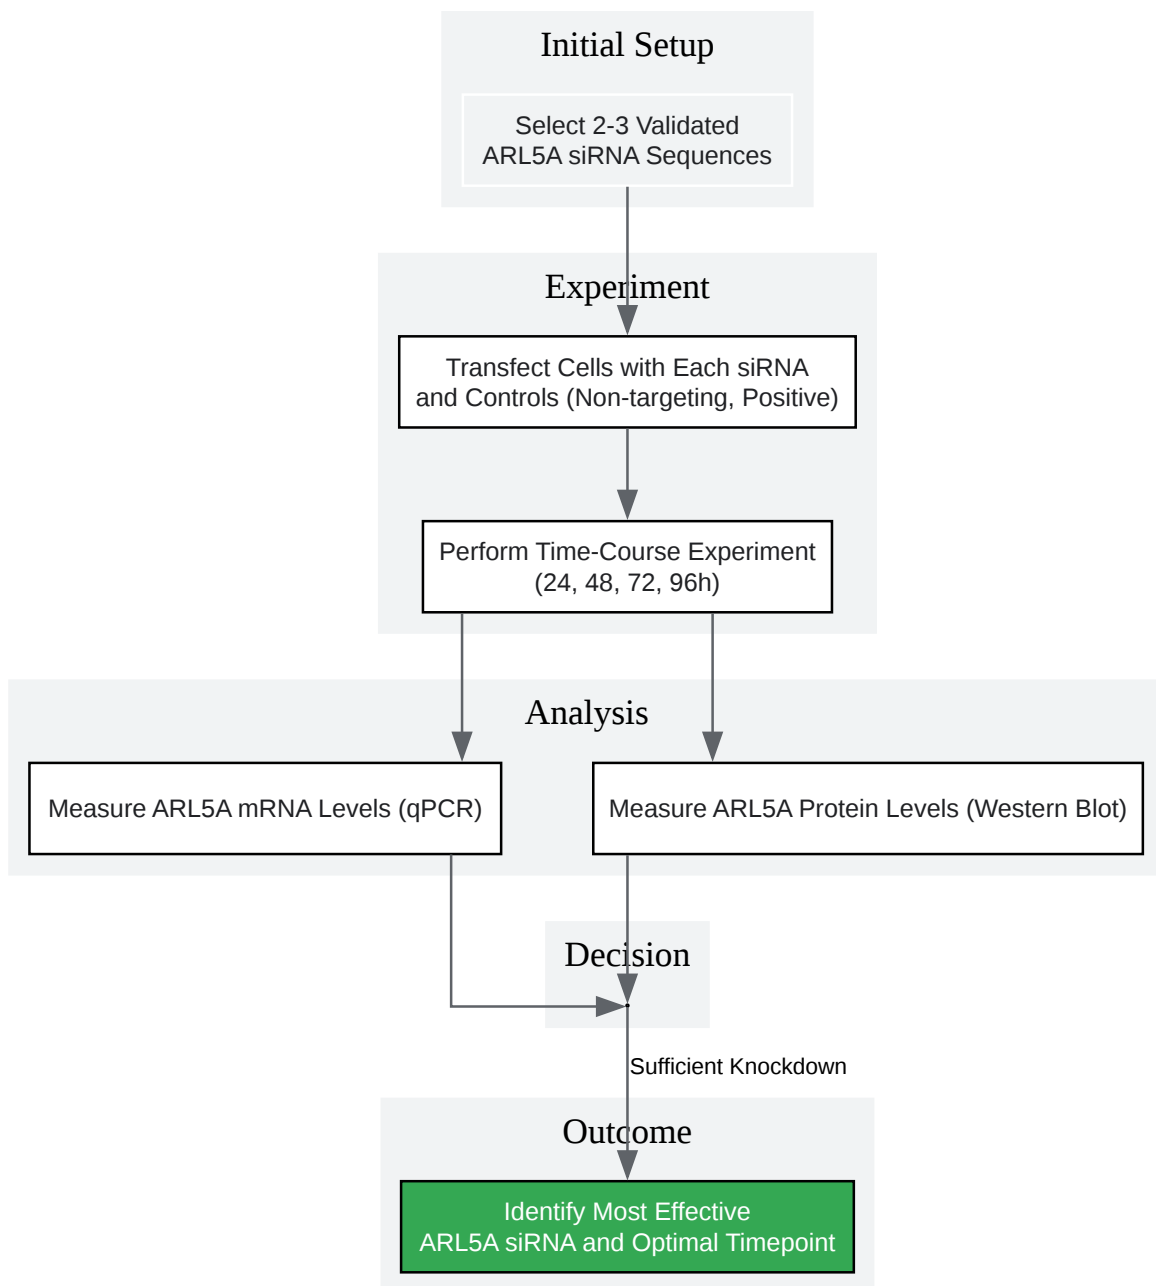 Initial Setup
Select 2-3 Validated
ARL5A siRNA Sequences
Experiment
Transfect Cells with Each siRNA
and Controls (Non-targeting, Positive)
Perform Time-Course Experiment
(24, 48, 72, 96h)
Analysis
Measure ARL5A mRNA Levels (qPCR)
Measure ARL5A Protein Levels (Western Blot)
Decision
Sufficient Knockdown
Outcome
Identify Most Effective
ARL5A siRNA and Optimal Timepoint